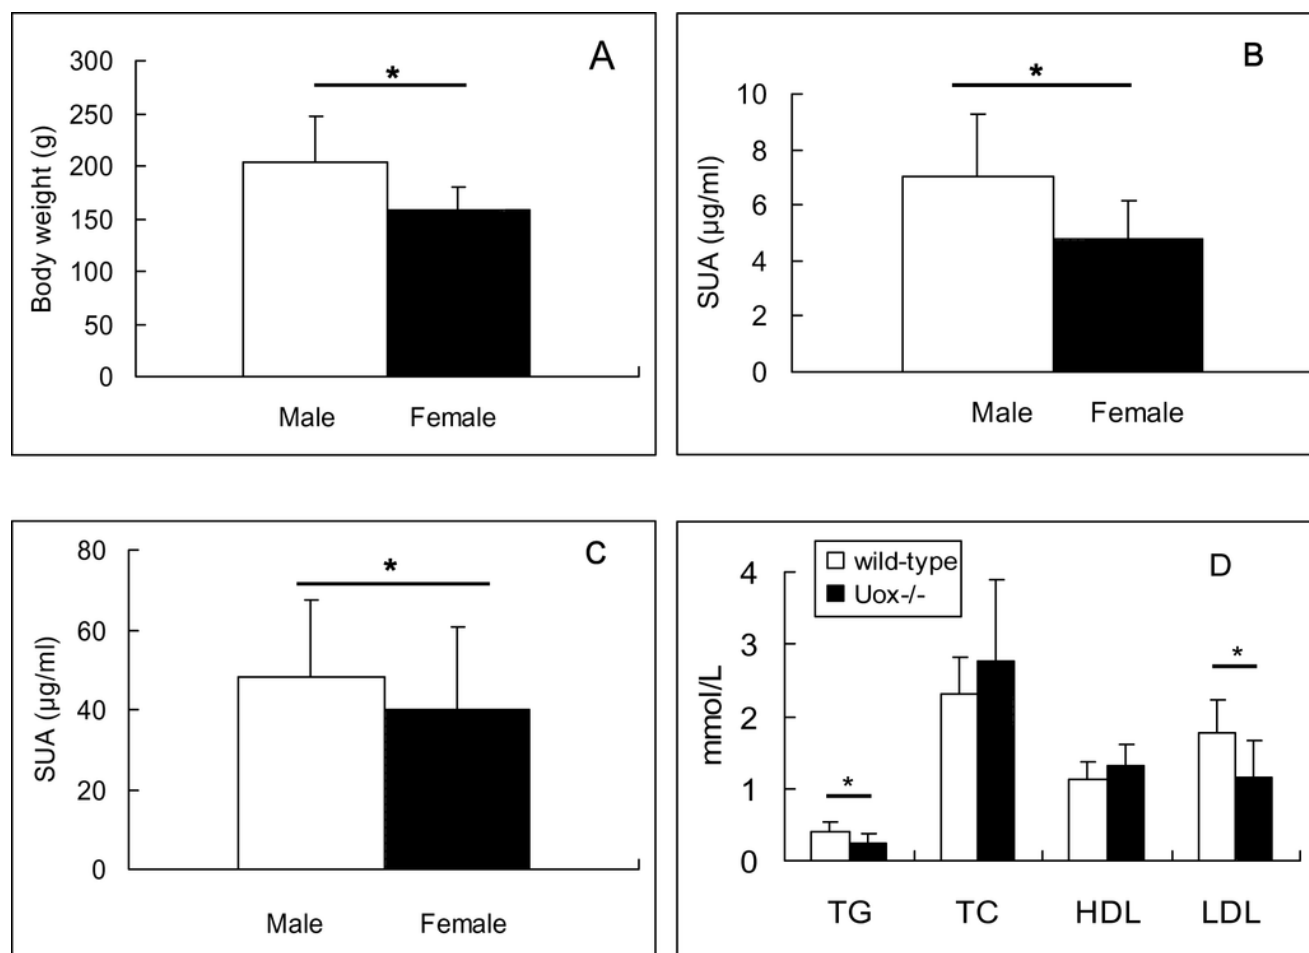 A
*
300
250
200
150
100
50
0
Body weight (g)
Male Female
B
*
10
8
6
4
2
0
SUA (µg/ml)
Male Female
C
*
80
60
40
20
0
SUA (µg/ml)
Male Female
D
wild-type
Uox-/-
4
3
2
1
0
mmol/L
*
*
TG TC HDL LDL